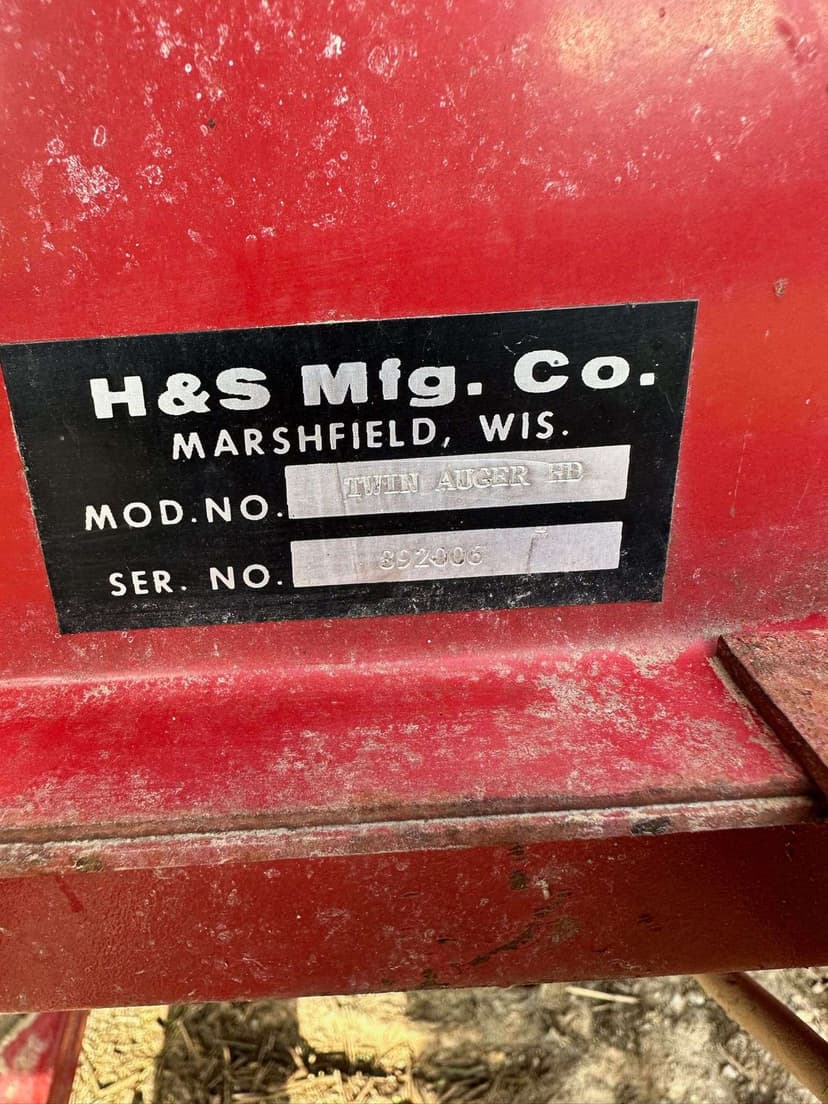 H&S Mfg. Co.
MARSHFIELD, WIS.
MOD.NO. TWIN AUGER HD
SER. NO. 892006